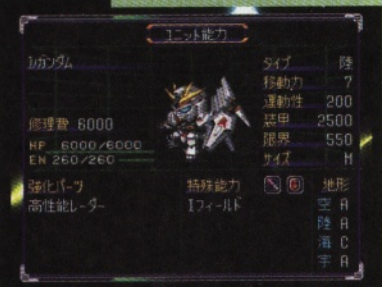 ユニット能力
νガンダム
タイプ 陸
移動力 7
運動性 200
修理費 6000 装甲 2500
HP 6000/6000 限界 550
EN 260/260 サイズ M
強化パーツ 特殊能力 地形
高性能レーダー Iフィールド 空 A
陸 A
海 C
宇 A